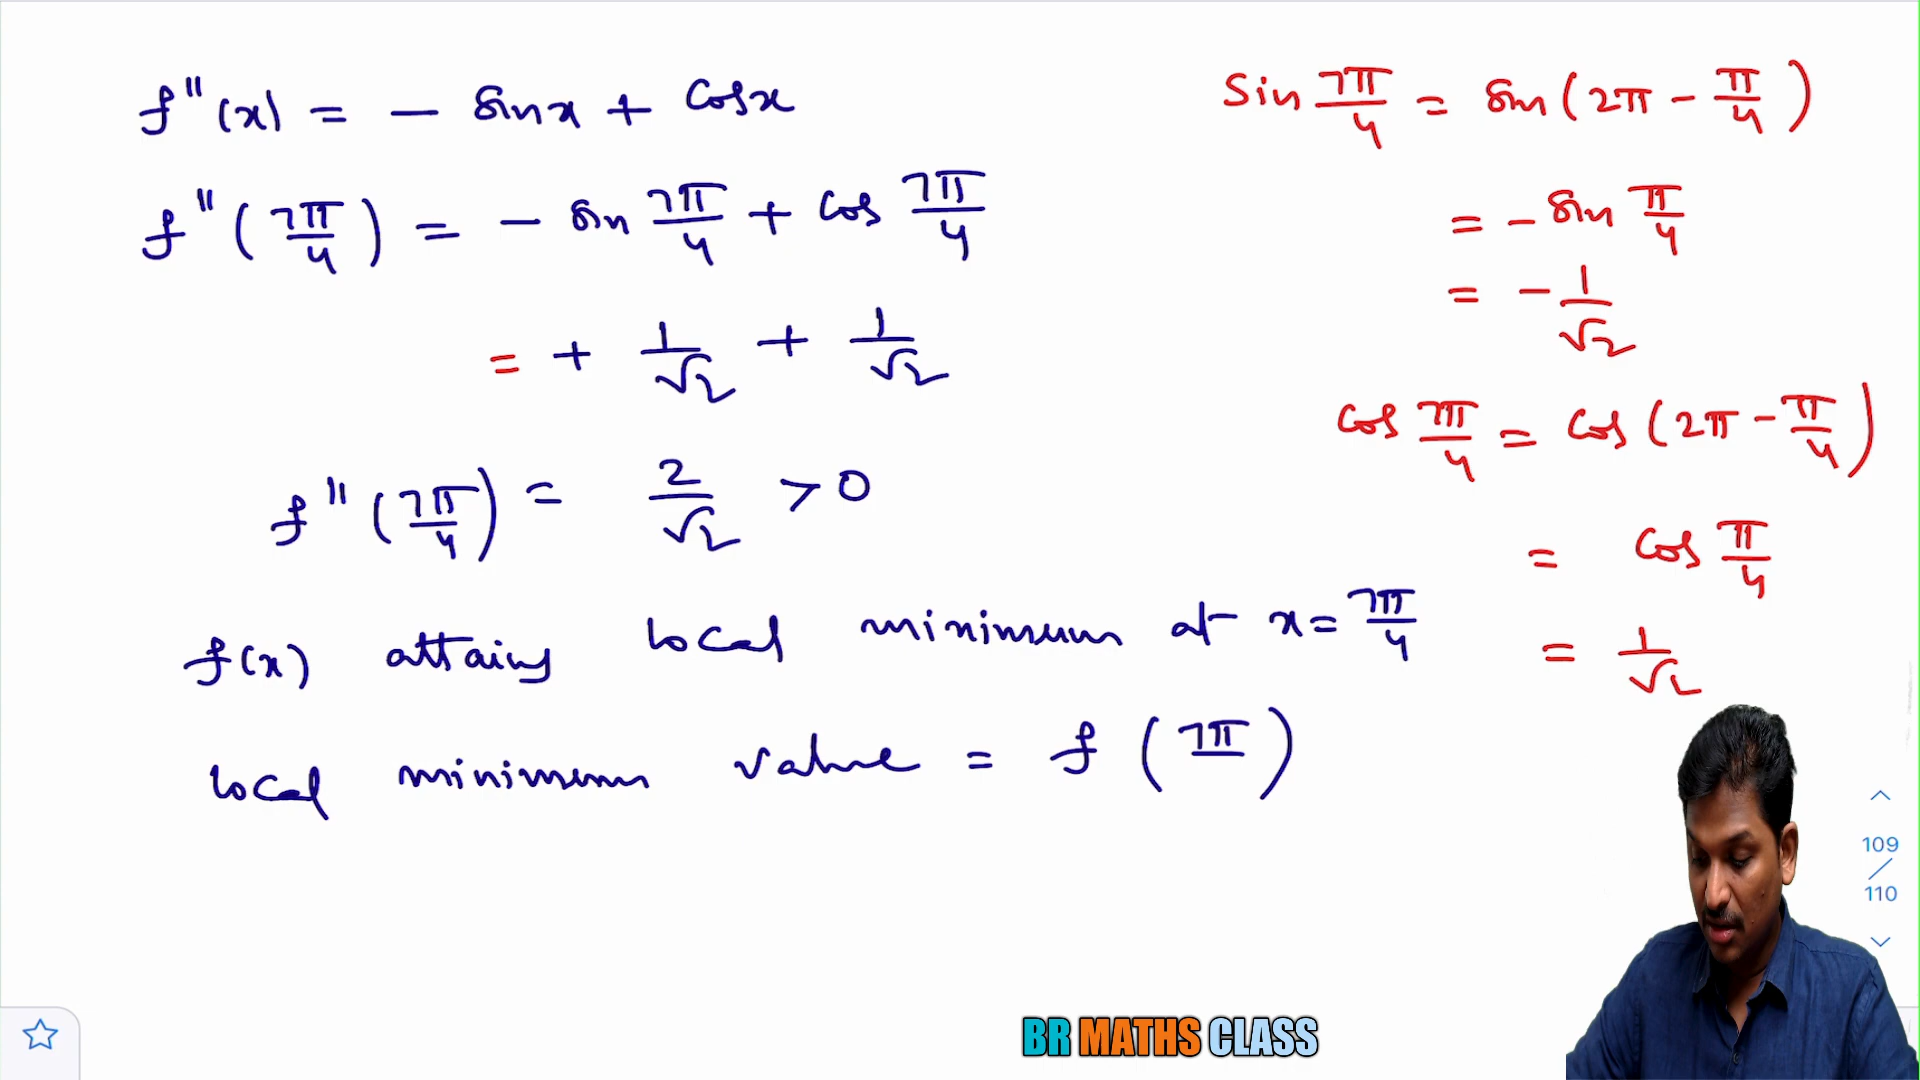 f''(x) = - sinx + cosx
f''(7π/4) = - sin 7π/4 + cos 7π/4
= + 1/√2 + 1/√2
f''(7π/4) = 2/√2 > 0
f(x) attains local minimum at x = 7π/4
local minimum value = f(7π)
Sin 7π/4 = sin(2π - π/4)
= - sin π/4
= - 1/√2
cos 7π/4 = cos(2π - π/4)
= cos π/4
= 1/√2
109
/
110
BR MATHS CLASS